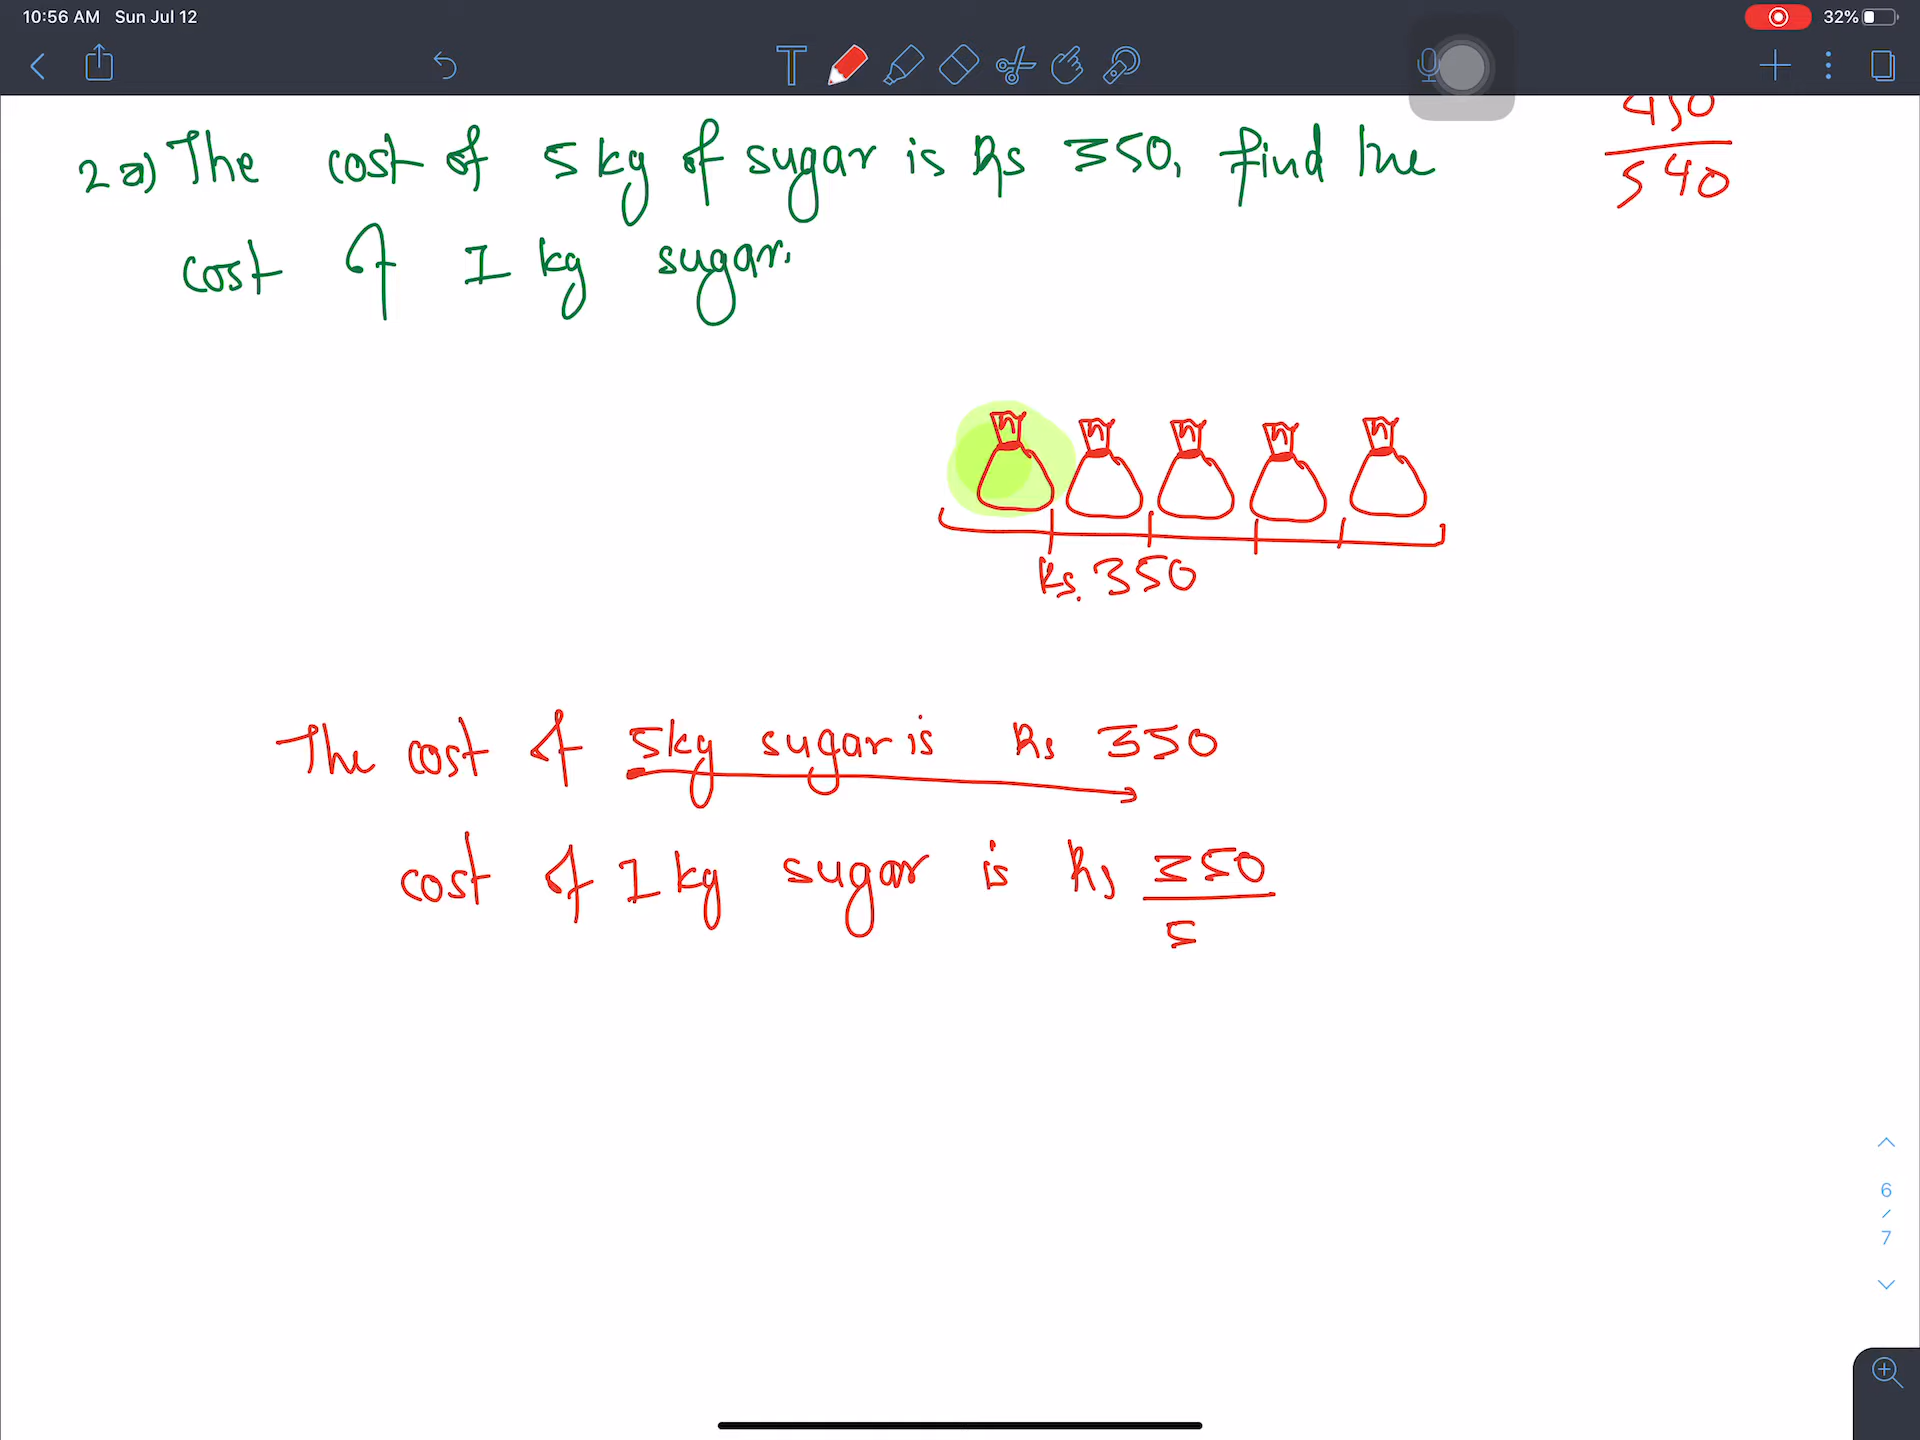 10:56 AM Sun Jul 12
32%
450
540
2 a) The cost of 5 kg of sugar is Rs 350, find the
cost of 1 kg sugar.
Rs. 350
The cost of 5kg sugar is Rs 350
cost of 1 kg sugar is Rs 350
5
6
/
7